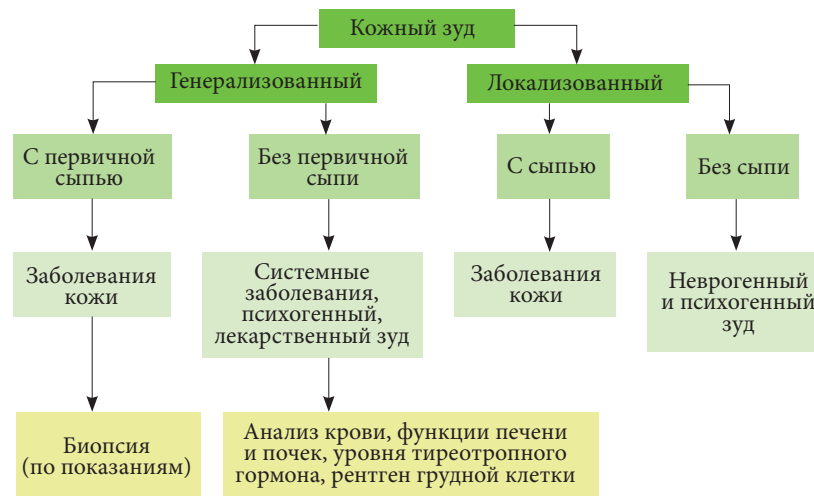 Кожный зуд
Генерализованный
Локализованный
С первичной
сыпью
Без первичной
сыпи
С сыпью
Без сыпи
Заболевания
кожи
Системные
заболевания,
психогенный,
лекарственный зуд
Заболевания
кожи
Неврогенный
и психогенный
зуд
Биопсия
(по показаниям)
Анализ крови, функции печени
и почек, уровня тиреотропного
гормона, рентген грудной клетки